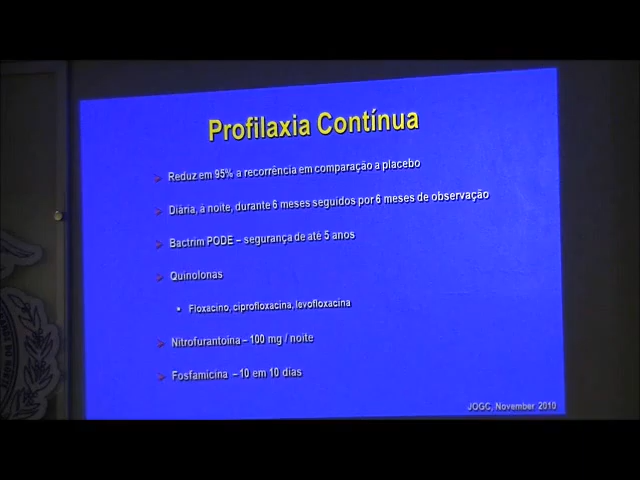 Profilaxia Contínua
➢ Reduz em 95% a recorrência em comparação a placebo
➢ Diária, à noite, durante 6 meses seguidos por 6 meses de observação
➢ Bactrim PODE – segurança de até 5 anos
➢ Quinolonas
• Floxacino, ciprofloxacina, levofloxacina
➢ Nitrofurantoína – 100 mg / noite
➢ Fosfamicina – 10 em 10 dias
JOGC, November 2010